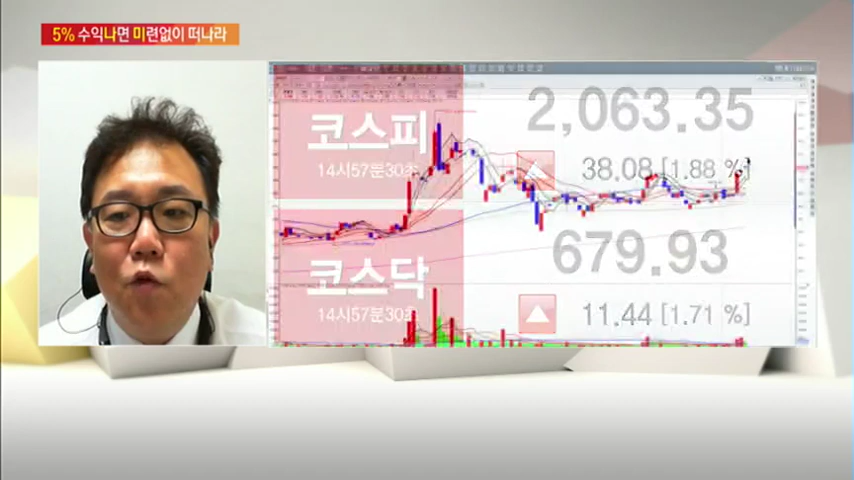 5% 수익나면 미련없이 떠나라
코스피
2,063.35
14시57분30초
38.08 [1.88 %]
코스닥
679.93
14시57분30초
11.44 [1.71 %]